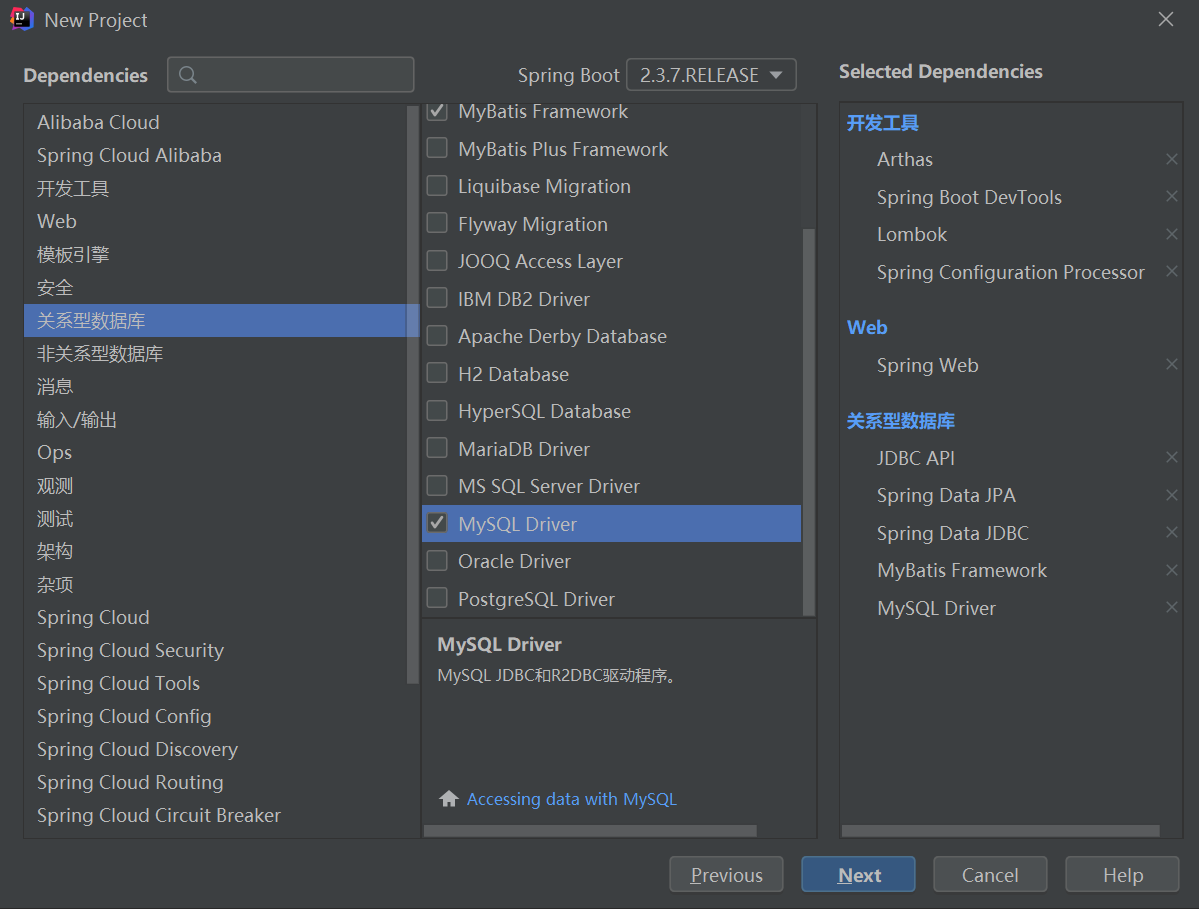 New Project
Dependencies
Spring Boot 2.3.7.RELEASE
Selected Dependencies
Alibaba Cloud
Spring Cloud Alibaba
开发工具
Web
模板引擎
安全
关系型数据库
非关系型数据库
消息
输入/输出
Ops
观测
测试
架构
杂项
Spring Cloud
Spring Cloud Security
Spring Cloud Tools
Spring Cloud Config
Spring Cloud Discovery
Spring Cloud Routing
Spring Cloud Circuit Breaker
MyBatis Framework
MyBatis Plus Framework
Liquibase Migration
Flyway Migration
JOOQ Access Layer
IBM DB2 Driver
Apache Derby Database
H2 Database
HyperSQL Database
MariaDB Driver
MS SQL Server Driver
MySQL Driver
Oracle Driver
PostgreSQL Driver
MySQL Driver
MySQL JDBC和R2DBC驱动程序。
Accessing data with MySQL
开发工具
Arthas
Spring Boot DevTools
Lombok
Spring Configuration Processor
Web
Spring Web
关系型数据库
JDBC API
Spring Data JPA
Spring Data JDBC
MyBatis Framework
MySQL Driver
Previous
Next
Cancel
Help